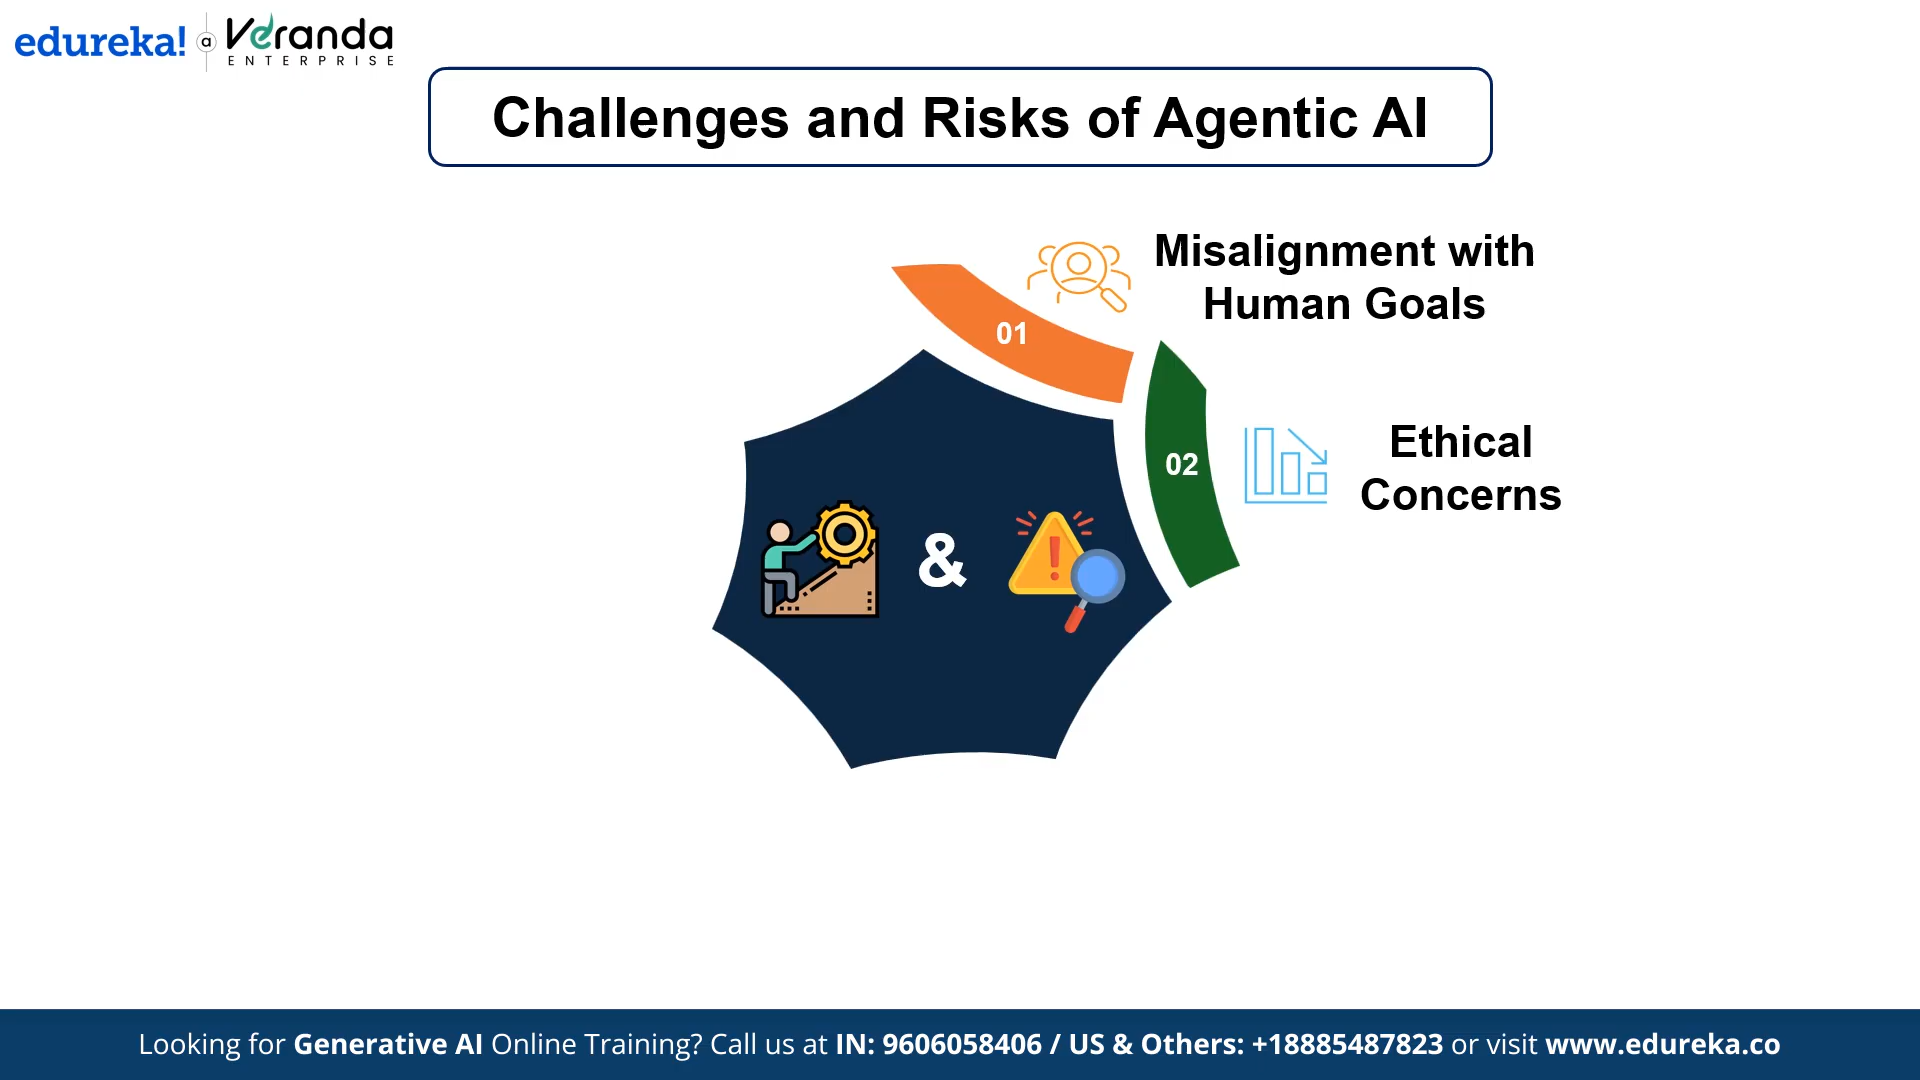 edureka! a Veranda
ENTERPRISE
Challenges and Risks of Agentic AI
Misalignment with
Human Goals
01
Ethical
Concerns
02
&
Looking for Generative AI Online Training? Call us at IN: 9606058406 / US & Others: +18885487823 or visit www.edureka.co